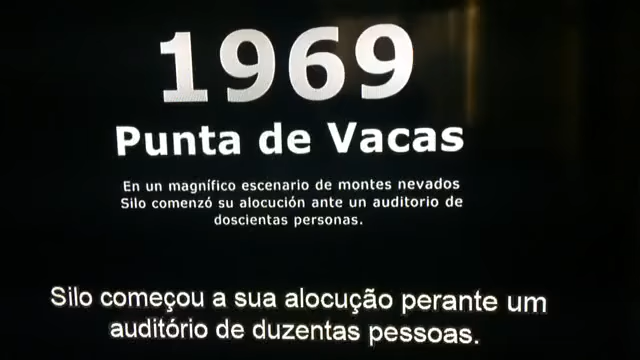 1969
Punta de Vacas
En un magnífico escenario de montes nevados
Silo comenzó su alocución ante un auditorio de
doscientas personas.
Silo começou a sua alocução perante um
auditório de duzentas pessoas.